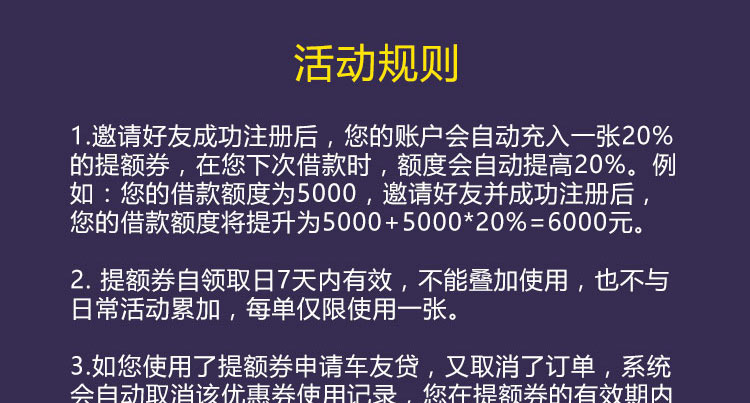 活动规则
1.邀请好友成功注册后，您的账户会自动充入一张20%
的提额券，在您下次借款时，额度会自动提高20%。例
如：您的借款额度为5000，邀请好友并成功注册后，
您的借款额度将提升为5000+5000*20%=6000元。
2. 提额券自领取日7天内有效，不能叠加使用，也不与
日常活动累加，每单仅限使用一张。
3.如您使用了提额券申请车友贷，又取消了订单，系统
会自动取消该优惠券使用记录，您在提额券的有效期内